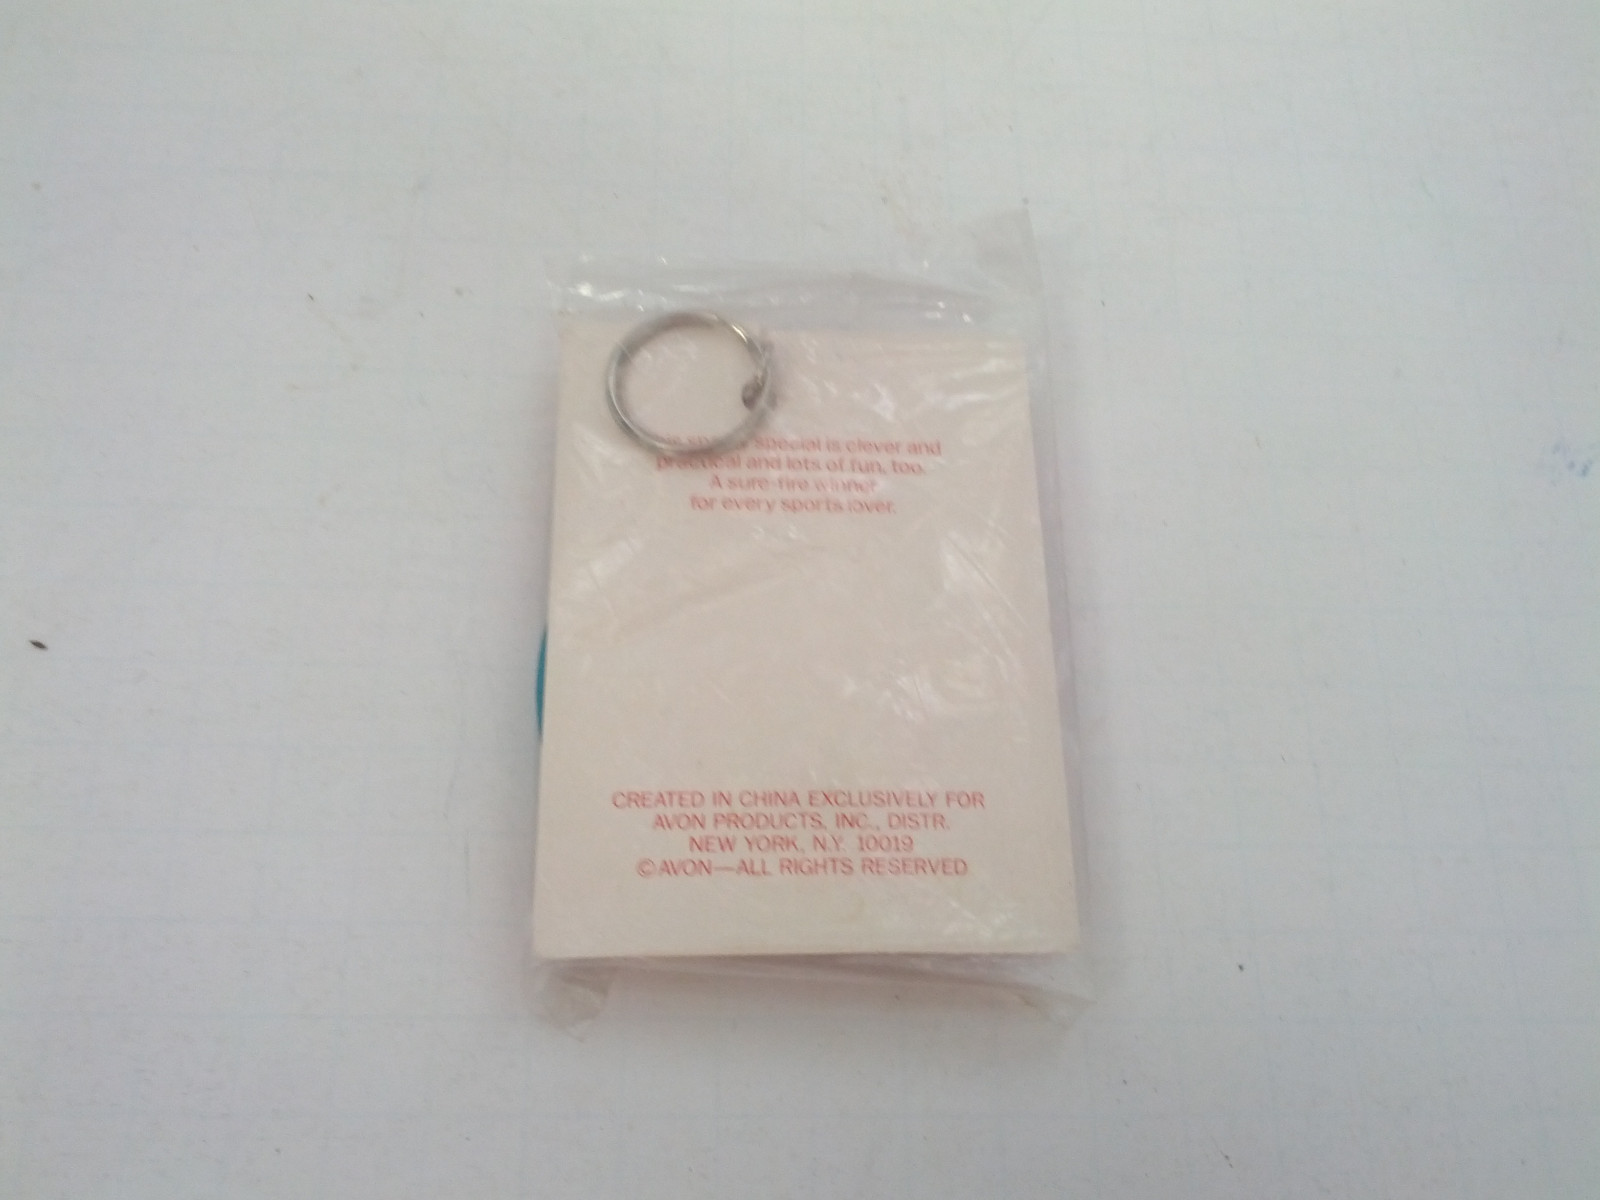 special is clever and
practical and lots of fun, too.
A sure-fire winner
for every sports lover.
CREATED IN CHINA EXCLUSIVELY FOR
AVON PRODUCTS, INC., DISTR.
NEW YORK, N.Y. 10019
©AVON—ALL RIGHTS RESERVED